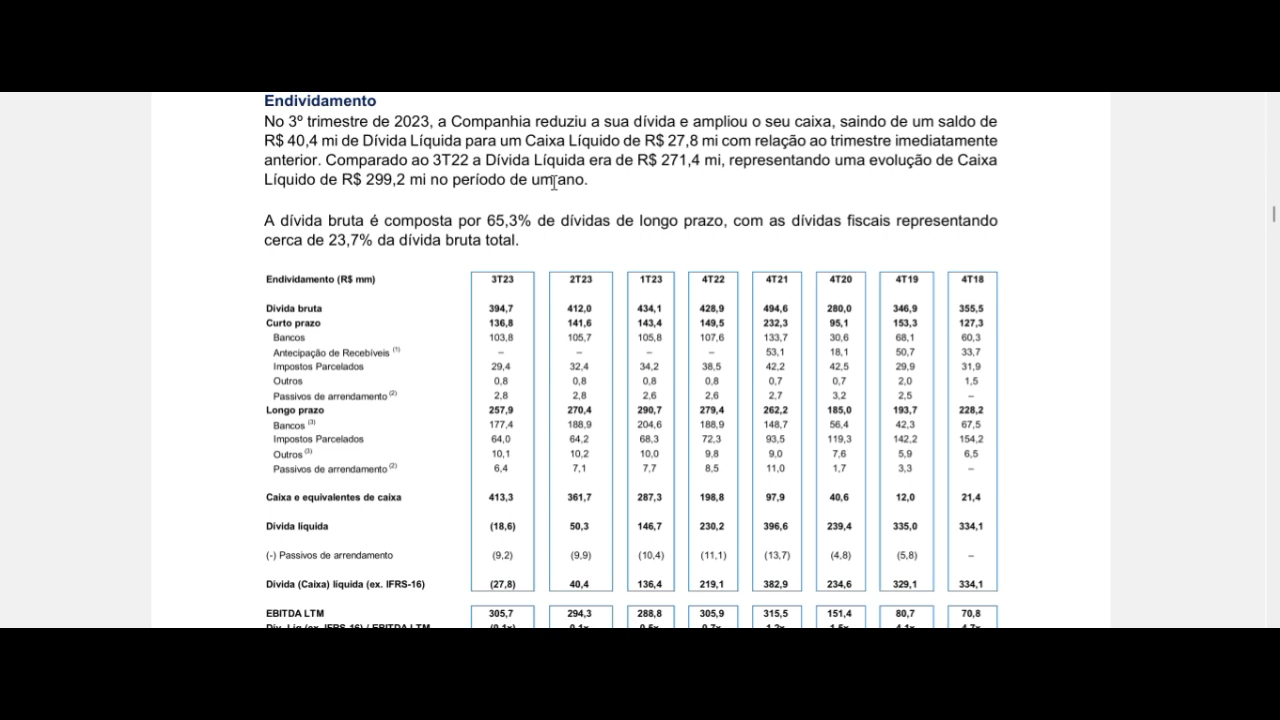 Endividamento
No 3º trimestre de 2023, a Companhia reduziu a sua dívida e ampliou o seu caixa, saindo de um saldo de
R$ 40,4 mi de Dívida Líquida para um Caixa Líquido de R$ 27,8 mi com relação ao trimestre imediatamente
anterior. Comparado ao 3T22 a Dívida Líquida era de R$ 271,4 mi, representando uma evolução de Caixa
Líquido de R$ 299,2 mi no período de um ano.
A dívida bruta é composta por 65,3% de dívidas de longo prazo, com as dívidas fiscais representando
cerca de 23,7% da dívida bruta total.
Endividamento (R$ mm) 3T23 2T23 1T23 4T22 4T21 4T20 4T19 4T18
Dívida bruta 394,7 412,0 434,1 428,9 494,6 280,0 346,9 355,5
Curto prazo 136,8 141,6 143,4 149,5 232,3 95,1 153,3 127,3
Bancos 103,8 105,7 105,8 107,6 133,7 30,6 68,1 60,3
Antecipação de Recebíveis (1) – – – – 53,1 18,1 50,7 33,7
Impostos Parcelados 29,4 32,4 34,2 38,5 42,2 42,5 29,9 31,9
Outros 0,8 0,8 0,8 0,8 0,7 0,7 2,0 1,5
Passivos de arrendamento (2) 2,8 2,8 2,6 2,6 2,7 3,2 2,5 –
Longo prazo 257,9 270,4 290,7 279,4 262,2 185,0 193,7 228,2
Bancos (3) 177,4 188,9 204,6 188,9 148,7 56,4 42,3 67,5
Impostos Parcelados 64,0 64,2 68,3 72,3 93,5 119,3 142,2 154,2
Outros (3) 10,1 10,2 10,0 9,8 9,0 7,6 5,9 6,5
Passivos de arrendamento (2) 6,4 7,1 7,7 8,5 11,0 1,7 3,3 –
Caixa e equivalentes de caixa 413,3 361,7 287,3 198,8 97,9 40,6 12,0 21,4
Dívida líquida (18,6) 50,3 146,7 230,2 396,6 239,4 335,0 334,1
(-) Passivos de arrendamento (9,2) (9,9) (10,4) (11,1) (13,7) (4,8) (5,8) –
Dívida (Caixa) líquida (ex. IFRS-16) (27,8) 40,4 136,4 219,1 382,9 234,6 329,1 334,1
EBITDA LTM 305,7 294,3 288,8 305,9 315,5 151,4 80,7 70,8